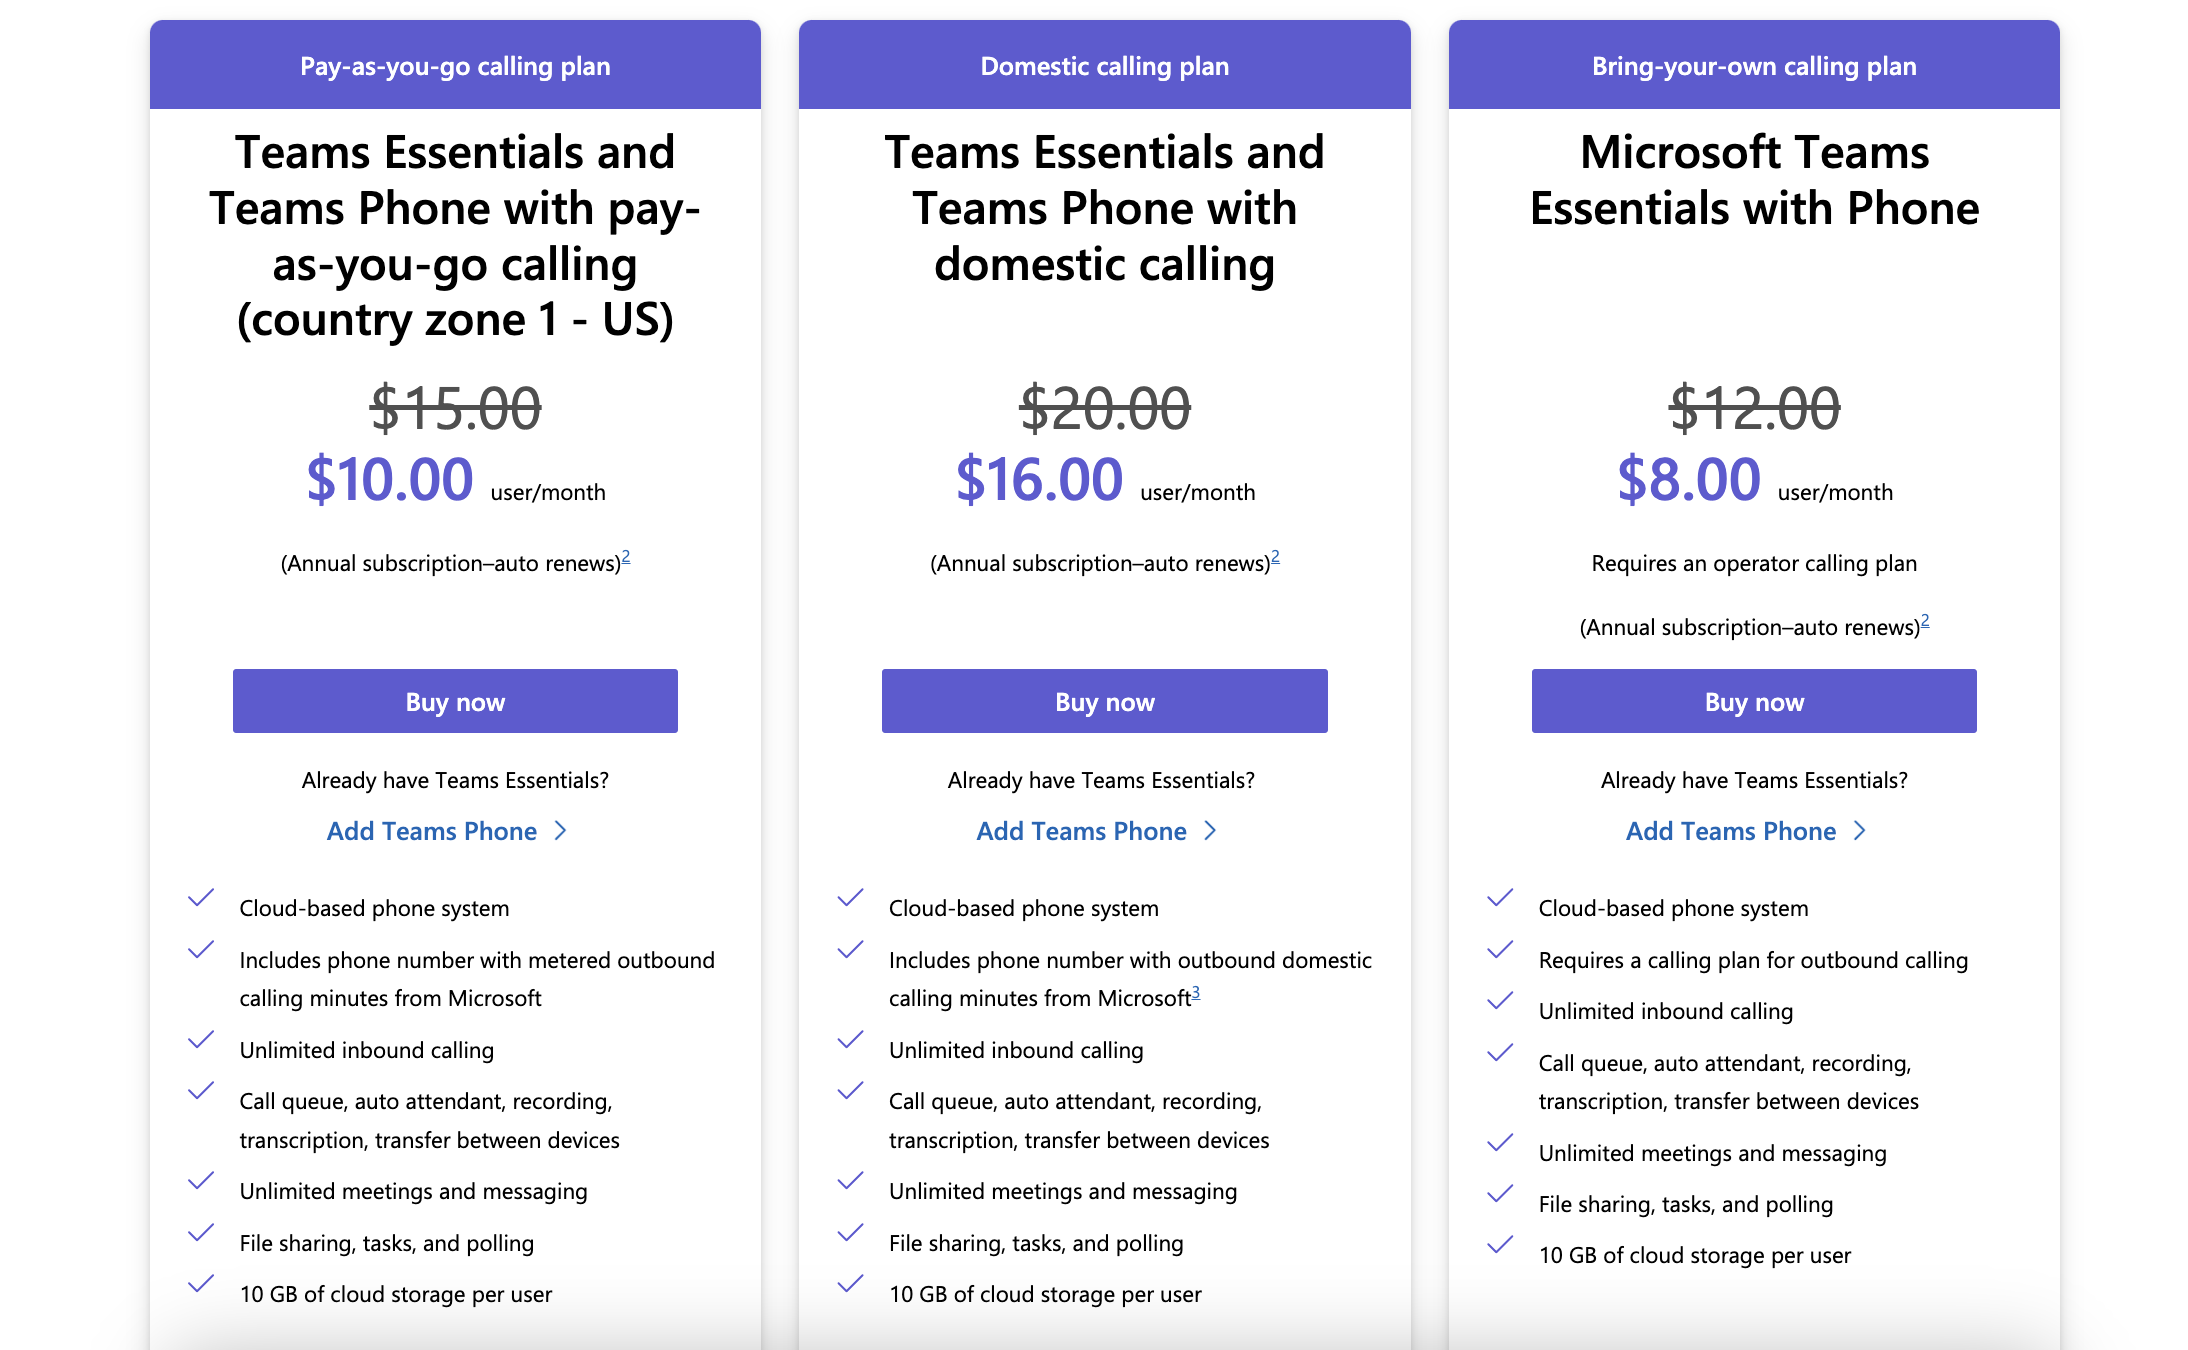 Pay-as-you-go calling plan
Teams Essentials and
Teams Phone with pay-
as-you-go calling
(country zone 1 - US)
$15.00
$10.00 user/month
(Annual subscription–auto renews)2
Buy now
Already have Teams Essentials?
Add Teams Phone
Cloud-based phone system
Includes phone number with metered outbound
calling minutes from Microsoft
Unlimited inbound calling
Call queue, auto attendant, recording,
transcription, transfer between devices
Unlimited meetings and messaging
File sharing, tasks, and polling
10 GB of cloud storage per user
Domestic calling plan
Teams Essentials and
Teams Phone with
domestic calling
$20.00
$16.00 user/month
(Annual subscription–auto renews)2
Buy now
Already have Teams Essentials?
Add Teams Phone
Cloud-based phone system
Includes phone number with outbound domestic
calling minutes from Microsoft3
Unlimited inbound calling
Call queue, auto attendant, recording,
transcription, transfer between devices
Unlimited meetings and messaging
File sharing, tasks, and polling
10 GB of cloud storage per user
Bring-your-own calling plan
Microsoft Teams
Essentials with Phone
$12.00
$8.00 user/month
Requires an operator calling plan
(Annual subscription–auto renews)2
Buy now
Already have Teams Essentials?
Add Teams Phone
Cloud-based phone system
Requires a calling plan for outbound calling
Unlimited inbound calling
Call queue, auto attendant, recording,
transcription, transfer between devices
Unlimited meetings and messaging
File sharing, tasks, and polling
10 GB of cloud storage per user